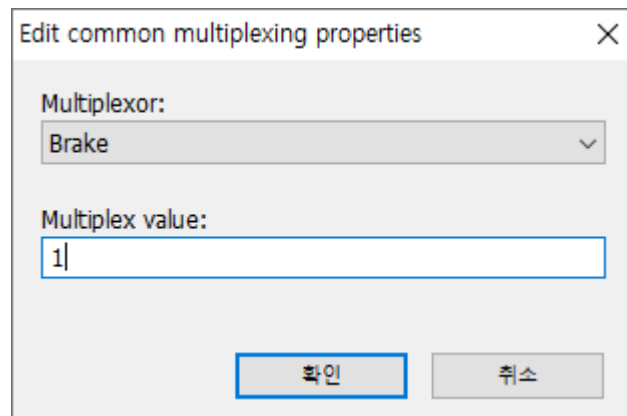 Edit common multiplexing properties
Multiplexor:
Brake
Multiplex value:
1
확인 취소